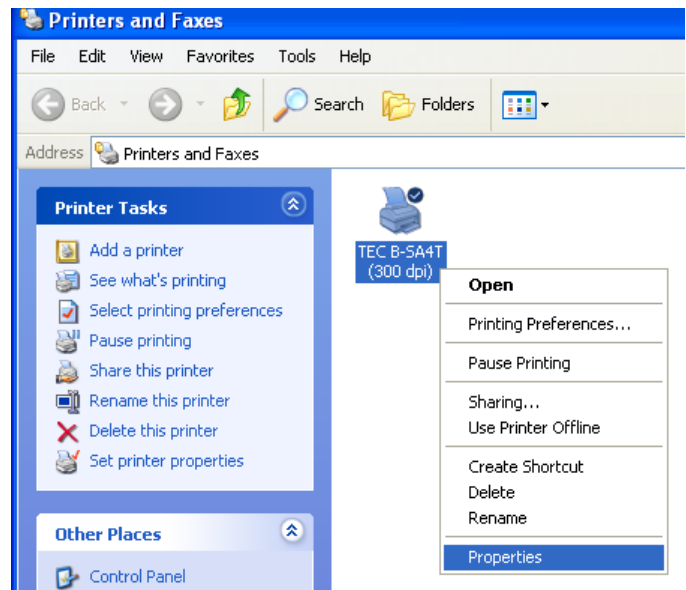 Printers and Faxes
File Edit View Favorites Tools Help
Back Search Folders
Address Printers and Faxes
Printer Tasks
Add a printer
See what's printing
Select printing preferences
Pause printing
Share this printer
Rename this printer
Delete this printer
Set printer properties
Other Places
Control Panel
TEC B-SA4T
(300 dpi)
Open
Printing Preferences...
Pause Printing
Sharing...
Use Printer Offline
Create Shortcut
Delete
Rename
Properties